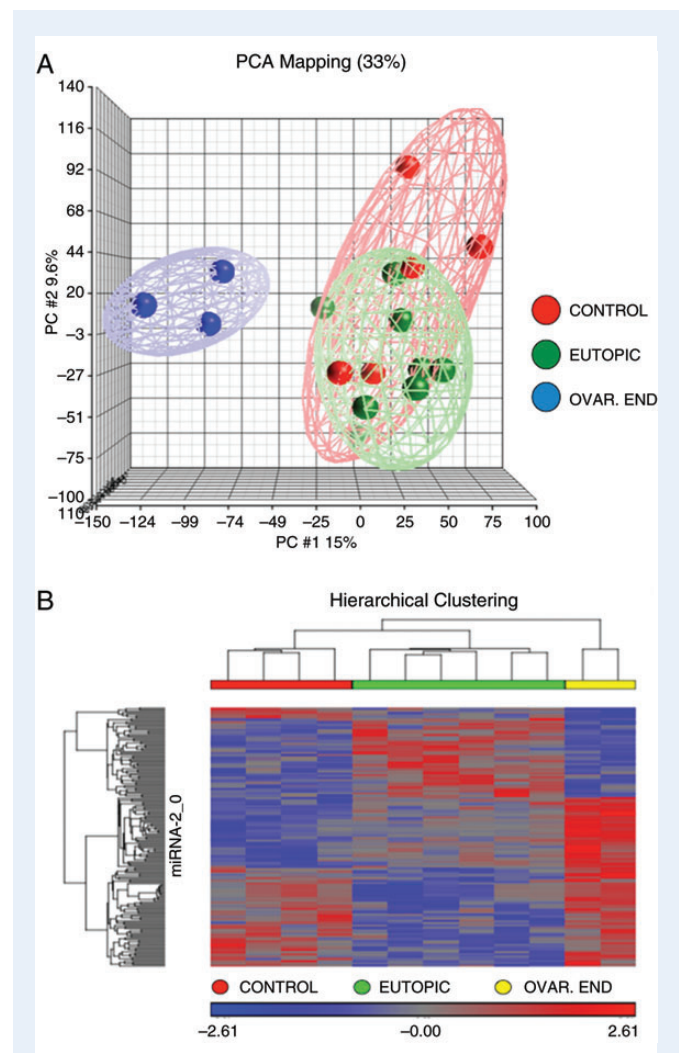 A
PCA Mapping (33%)
140
116
92
68
44
20
−3
−27
−51
−75
−100
110
PC #2 9.6%
−150 −124 −99 −74 −49 −25 0 25 50 75 100
PC #1 15%
CONTROL
EUTOPIC
OVAR. END
B
Hierarchical Clustering
miRNA-2_0
CONTROL EUTOPIC OVAR. END
−2.61 −0.00 2.61